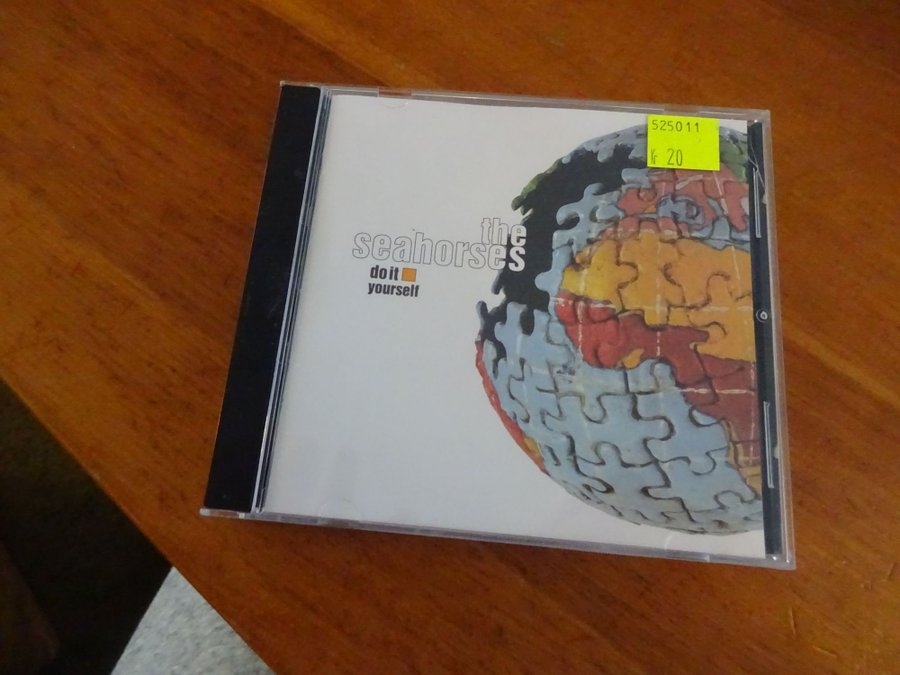 525011
Kr 20
the
seahorses
do it
yourself